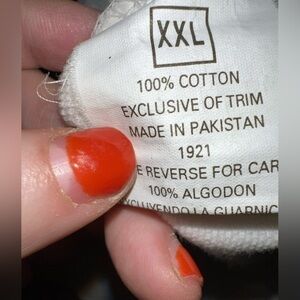 XXL
100% COTTON
EXCLUSIVE OF TRIM
MADE IN PAKISTAN
1921
REVERSE FOR
100% ALGODON
LA